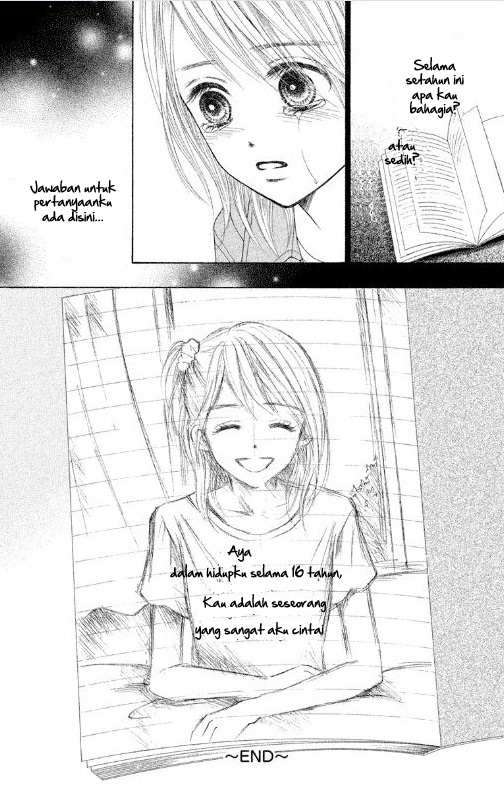 Selama
setahun ini
apa kau
bahagia?
atau
sedih?
Jawaban untuk
pertanyaanku
ada disini...
Aya
dalam hidupku selama 16 tahun,
Kau adalah seseorang
yang sangat aku cintai
~END~